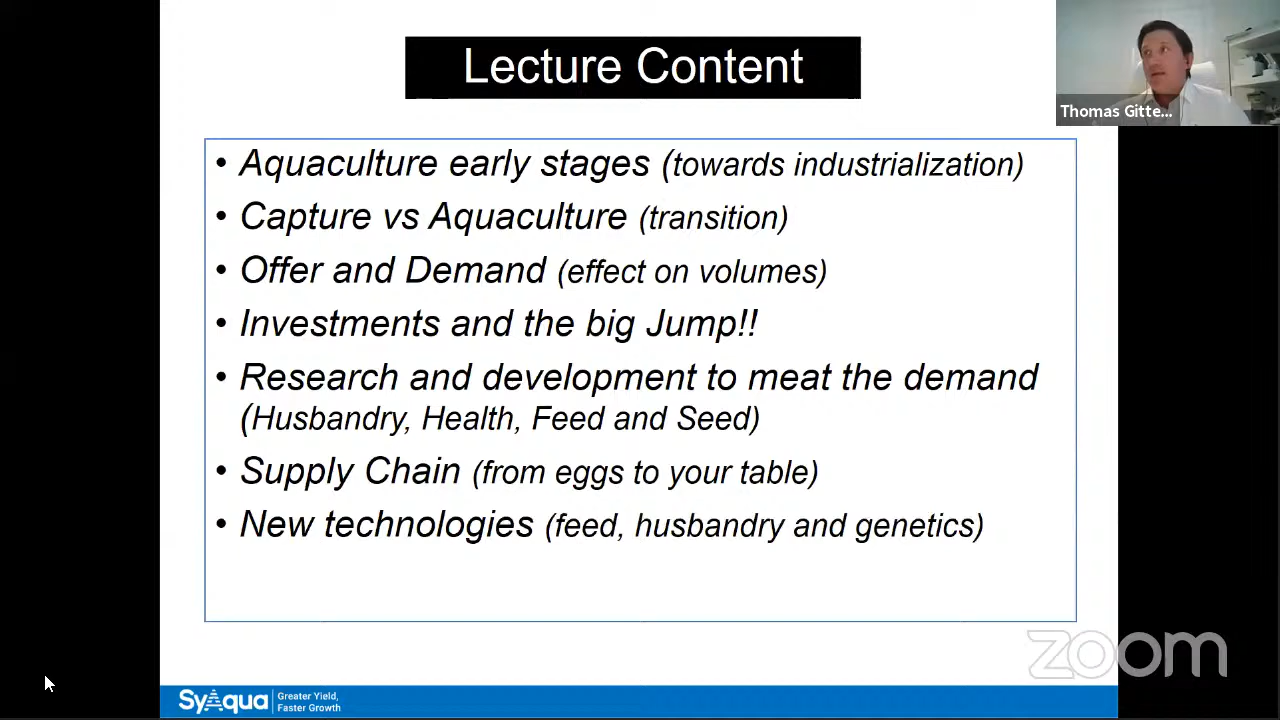 Lecture Content
Thomas Gitte...
• Aquaculture early stages (towards industrialization)
• Capture vs Aquaculture (transition)
• Offer and Demand (effect on volumes)
• Investments and the big Jump!!
• Research and development to meat the demand
(Husbandry, Health, Feed and Seed)
• Supply Chain (from eggs to your table)
• New technologies (feed, husbandry and genetics)
zoom
SyAqua
Greater Yield,
Faster Growth